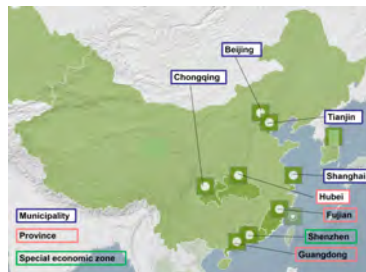 Beijing
Chongqing
Tianjin
Shanghai
Hubei
Municipality
Fujian
Province
Shenzhen
Special economic zone
Guangdong